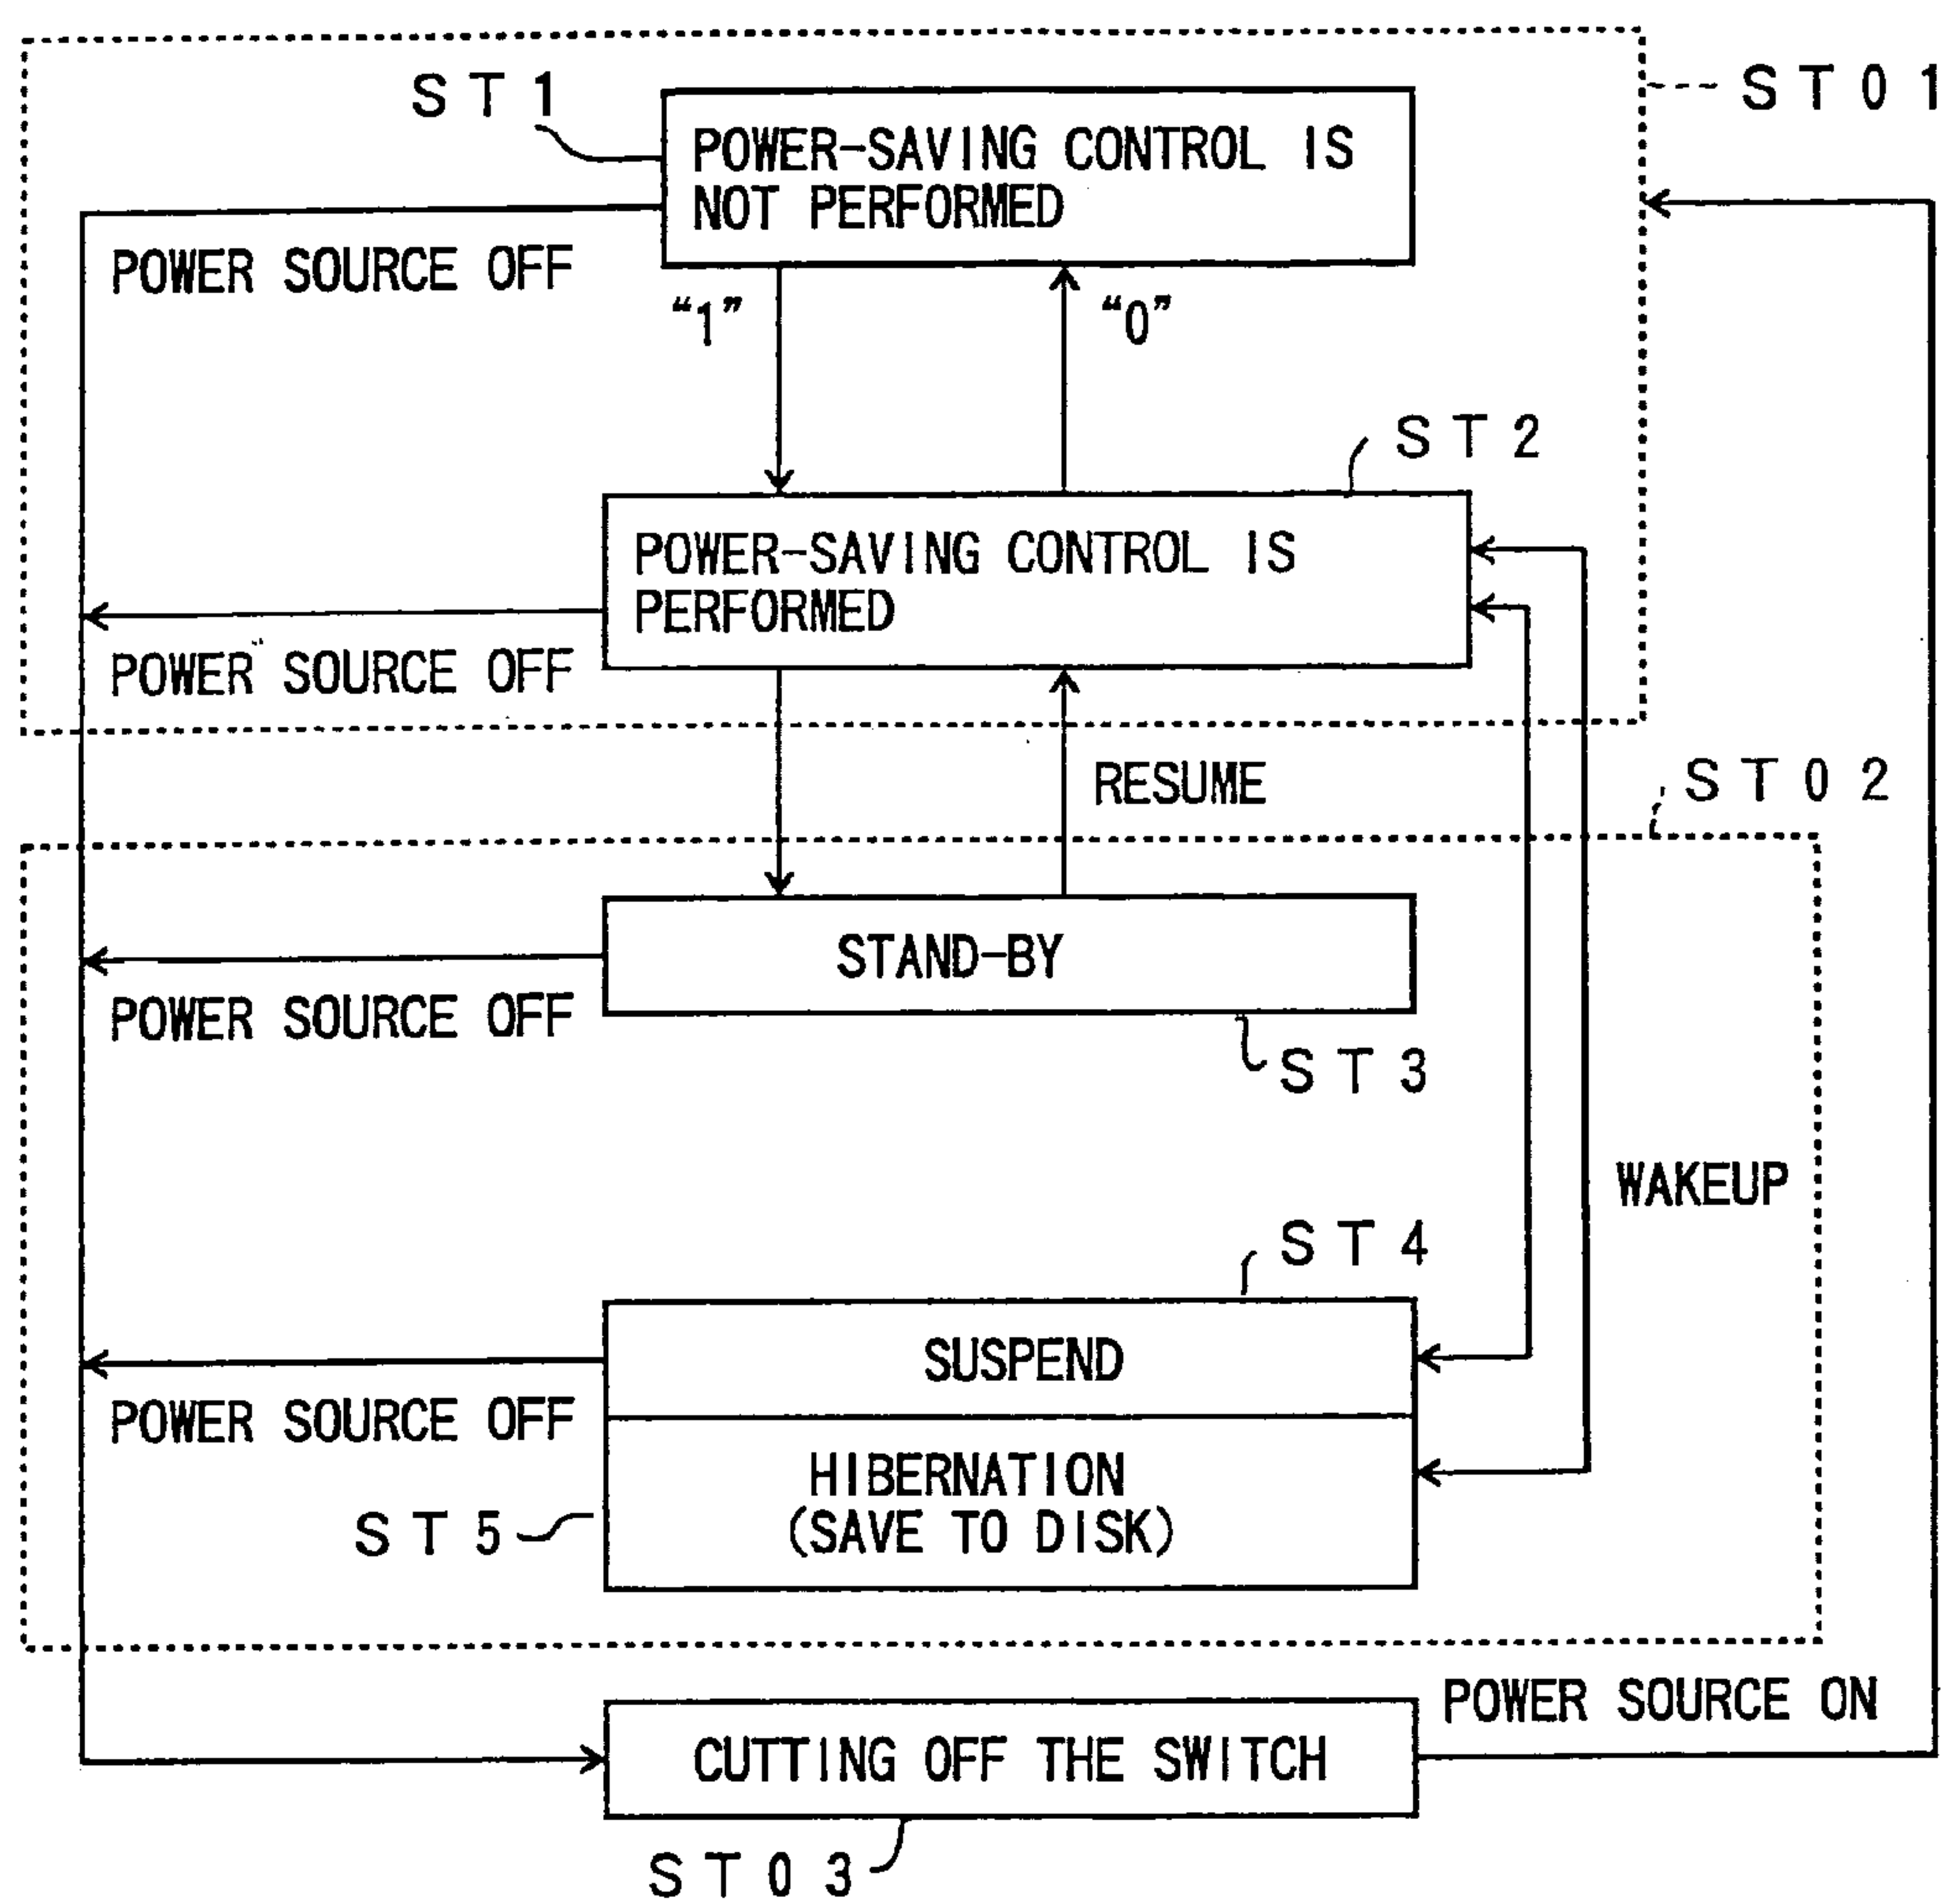 ST1
ST01
POWER-SAVING CONTROL IS
NOT PERFORMED
POWER SOURCE OFF
“1”
“0”
ST2
POWER-SAVING CONTROL IS
PERFORMED
POWER SOURCE OFF
RESUME
ST02
STAND-BY
POWER SOURCE OFF
ST3
WAKEUP
ST4
SUSPEND
POWER SOURCE OFF
HIBERNATION
(SAVE TO DISK)
ST5
POWER SOURCE ON
CUTTING OFF THE SWITCH
ST03